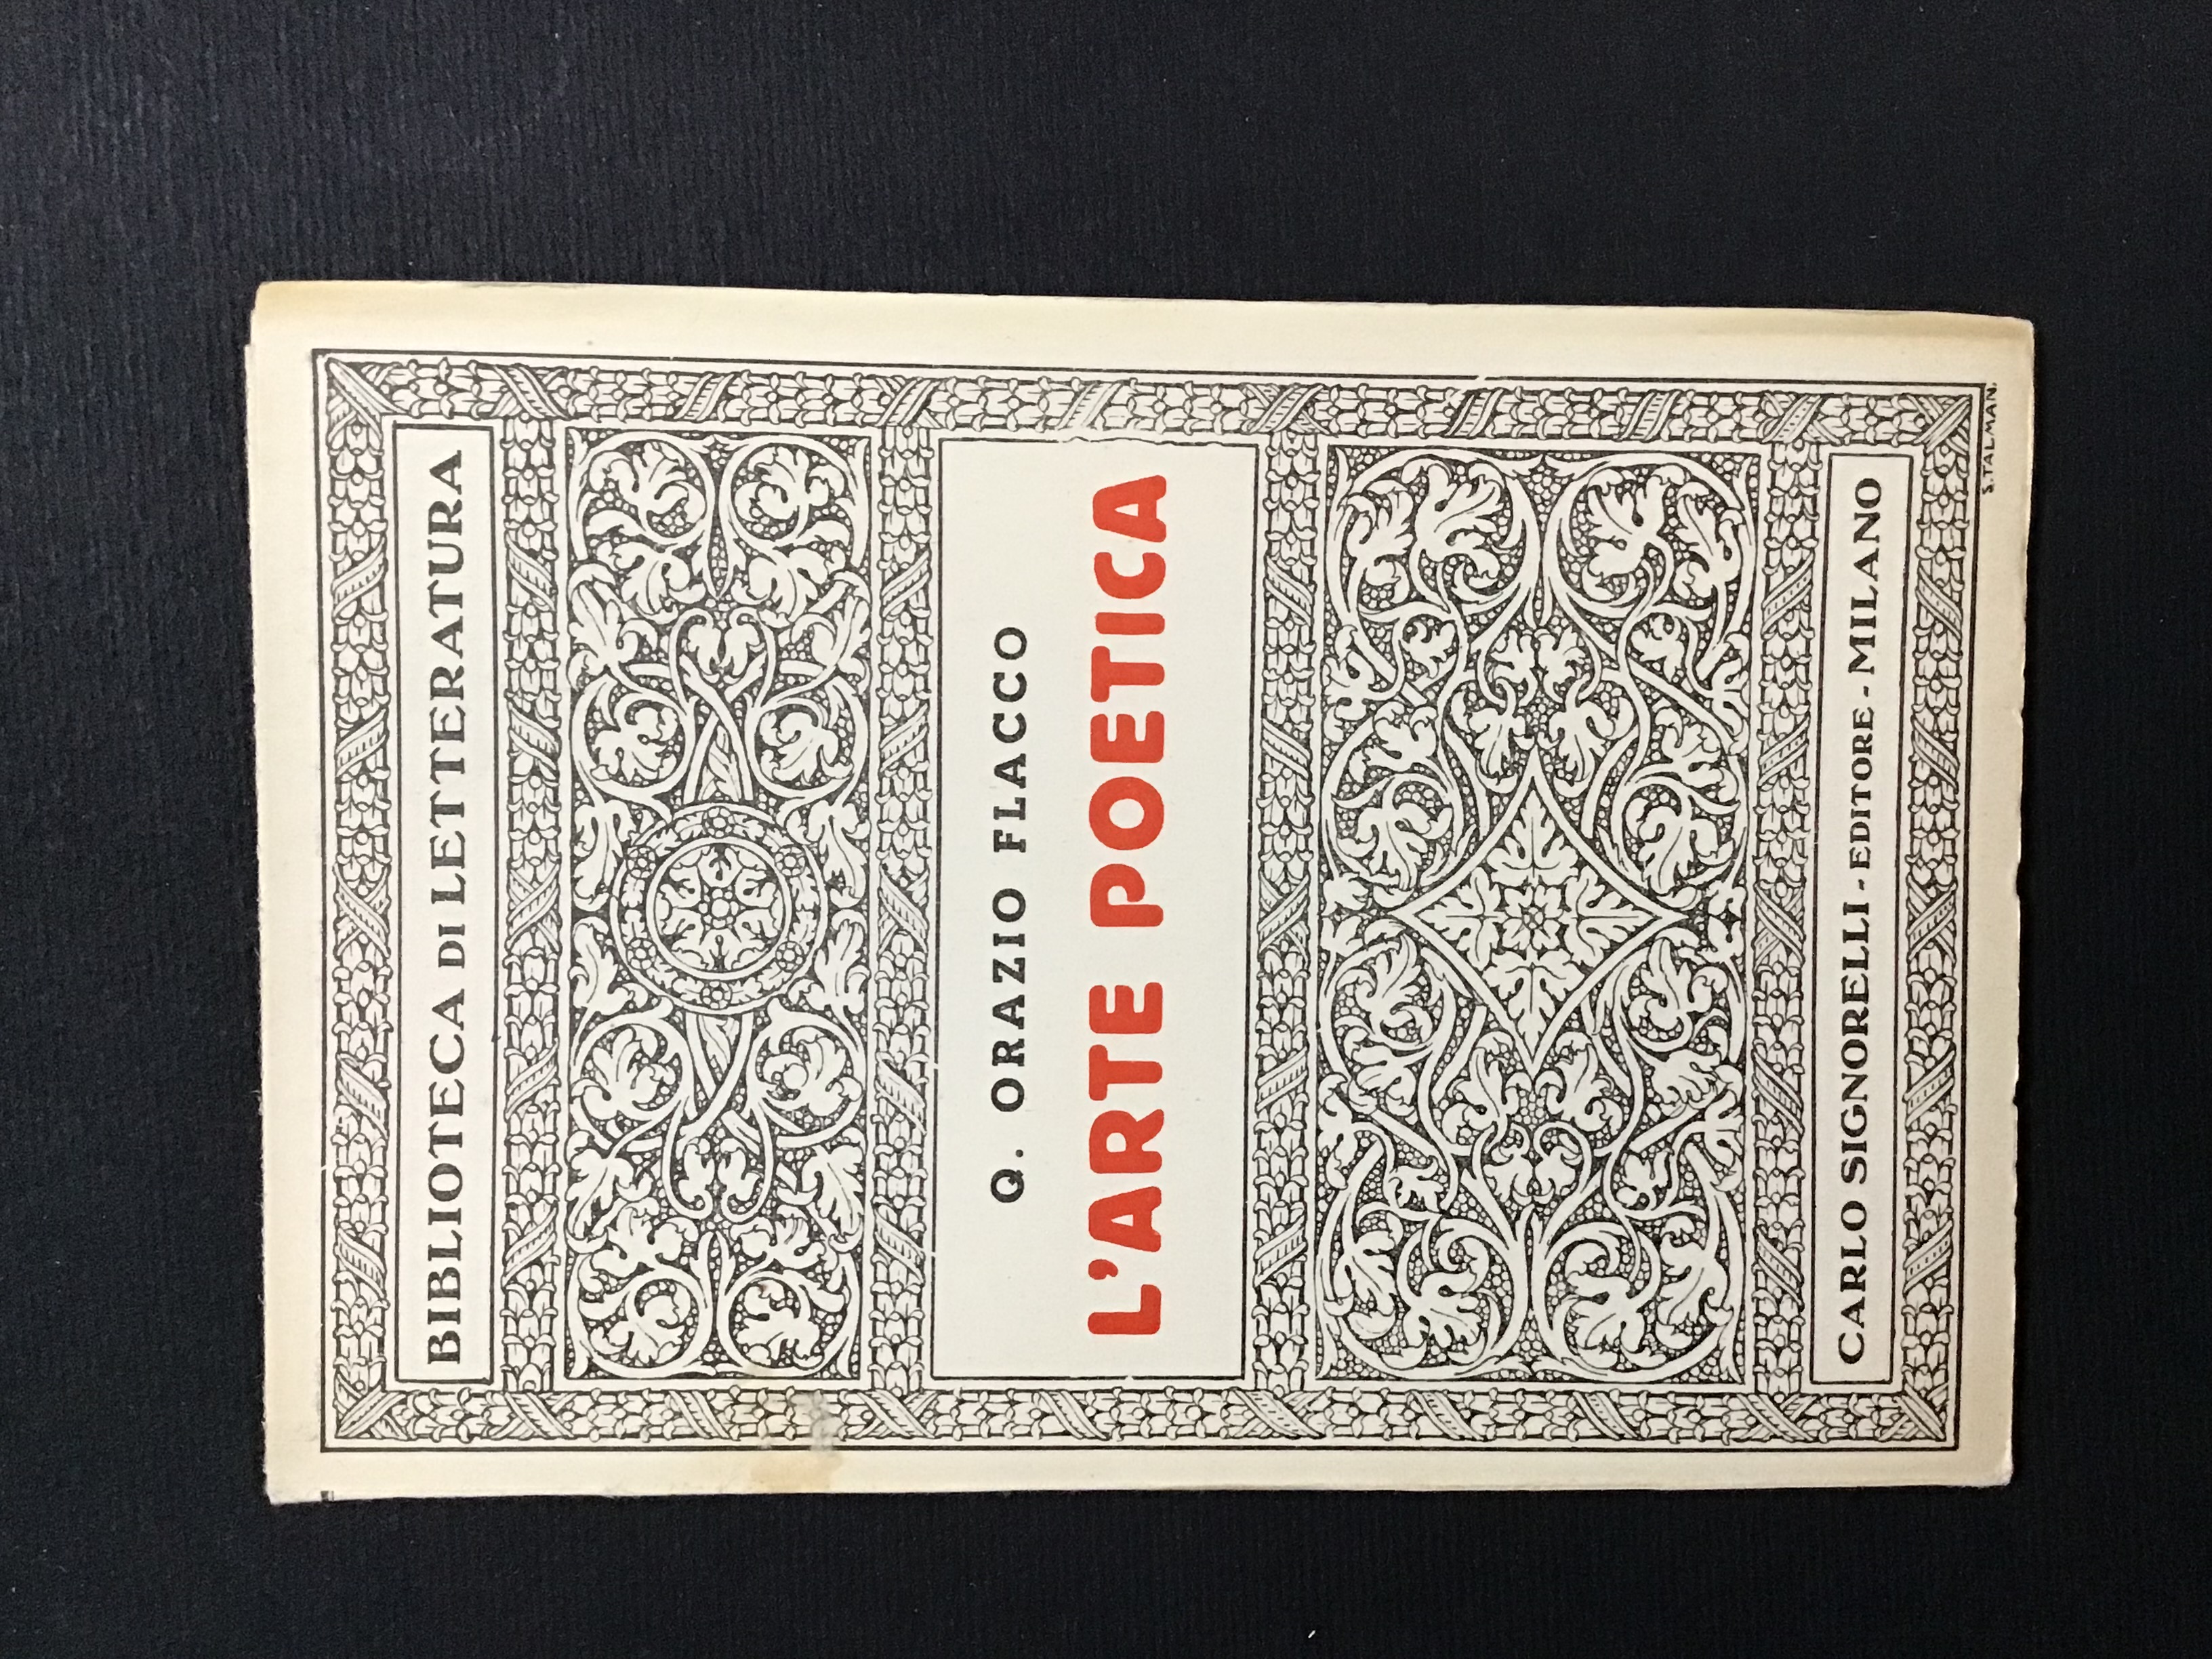 BIBLIOTECA DI LETTERATURA
Q. ORAZIO FLACCO
L'ARTE POETICA
CARLO SIGNORELLI - EDITORE - MILANO
S. TALMAN.